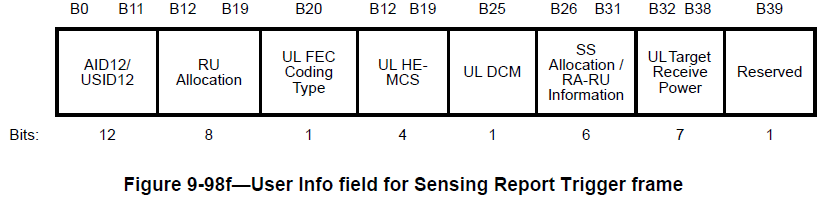 B0 B11 B12 B19 B20 B12 B19 B25 B26 B31 B32 B38 B39
AID12/
USID12
RU
Allocation
UL FEC
Coding
Type
UL HE-
MCS
UL DCM
SS
Allocation /
RA-RU
Information
UL Target
Receive
Power
Reserved
Bits: 12 8 1 4 1 6 7 1
Figure 9-98f—User Info field for Sensing Report Trigger frame